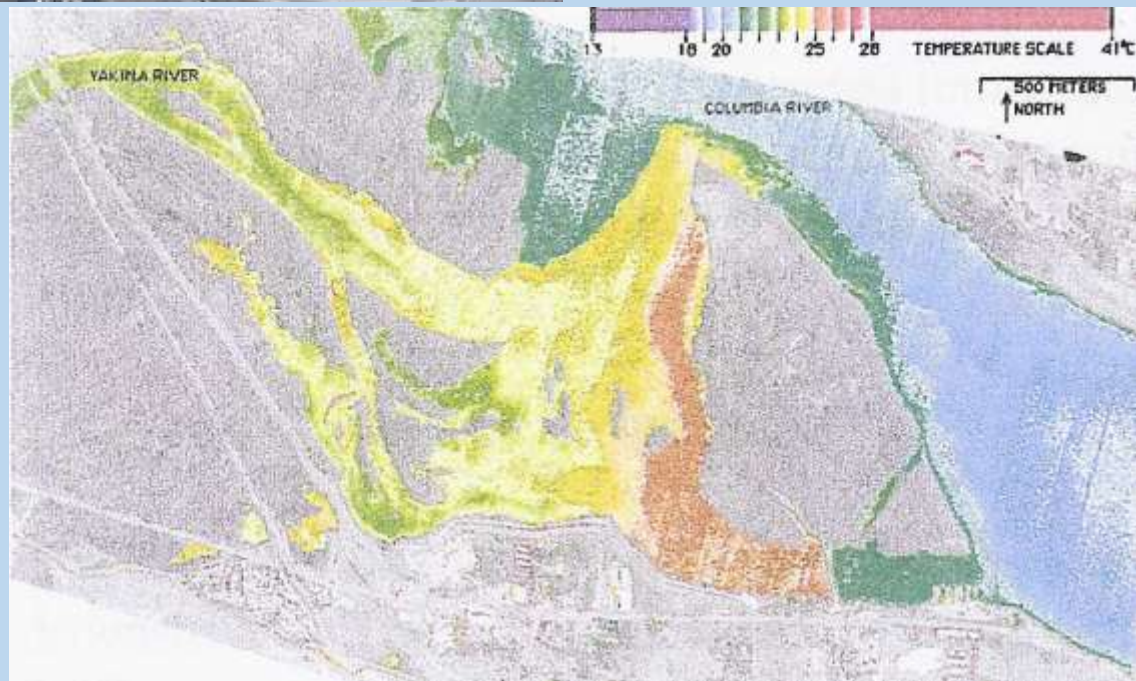 13 18 20 25 28 TEMPERATURE SCALE 41°C
500 METERS
NORTH
YAKIMA RIVER
COLUMBIA RIVER